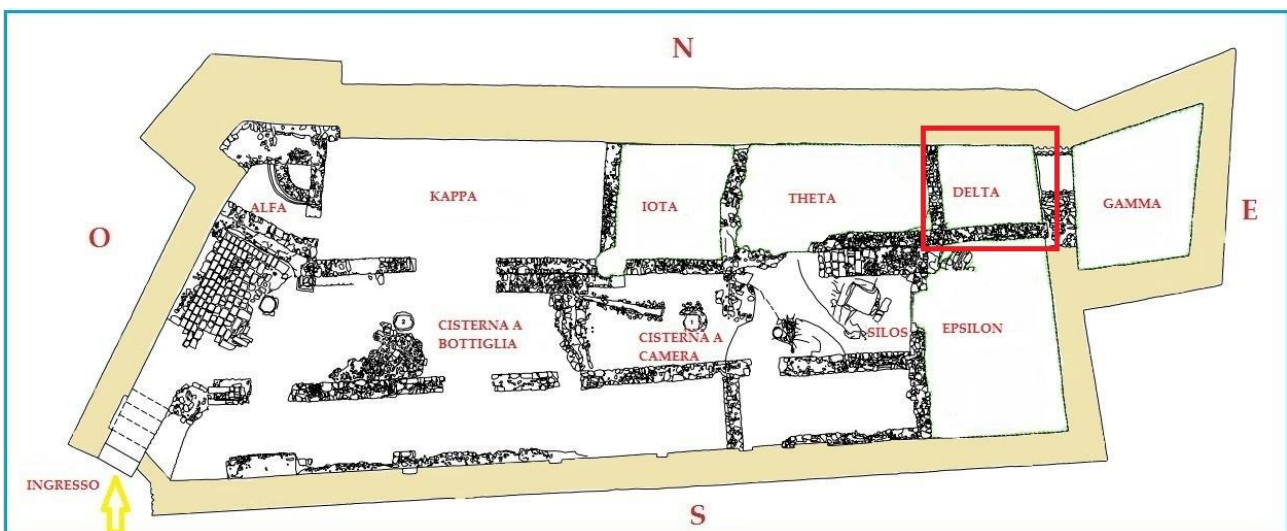 N
KAPPA
IOTA
THETA
DELTA
GAMMA
ALFA
O
E
CISTERNA A
BOTTIGLIA
CISTERNA A
CAMERA
SILOS
EPSILON
INGRESSO
S